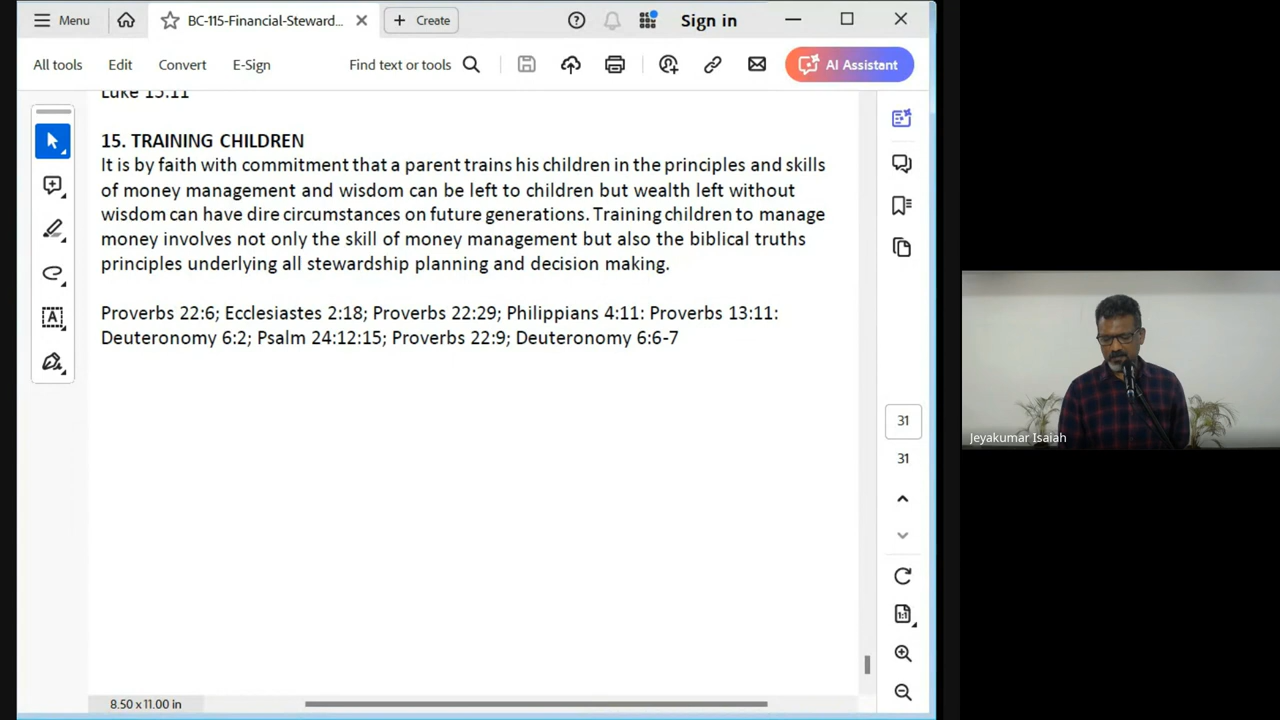 Menu
BC-115-Financial-Steward...
Create
Sign in
All tools
Edit
Convert
E-Sign
Find text or tools
AI Assistant
Luke 15:11
15. TRAINING CHILDREN
It is by faith with commitment that a parent trains his children in the principles and skills
of money management and wisdom can be left to children but wealth left without
wisdom can have dire circumstances on future generations. Training children to manage
money involves not only the skill of money management but also the biblical truths
principles underlying all stewardship planning and decision making.
Proverbs 22:6; Ecclesiastes 2:18; Proverbs 22:29; Philippians 4:11: Proverbs 13:11:
Deuteronomy 6:2; Psalm 24:12:15; Proverbs 22:9; Deuteronomy 6:6-7
31
31
1:1
8.50 x 11.00 in
Jeyakumar Isaiah